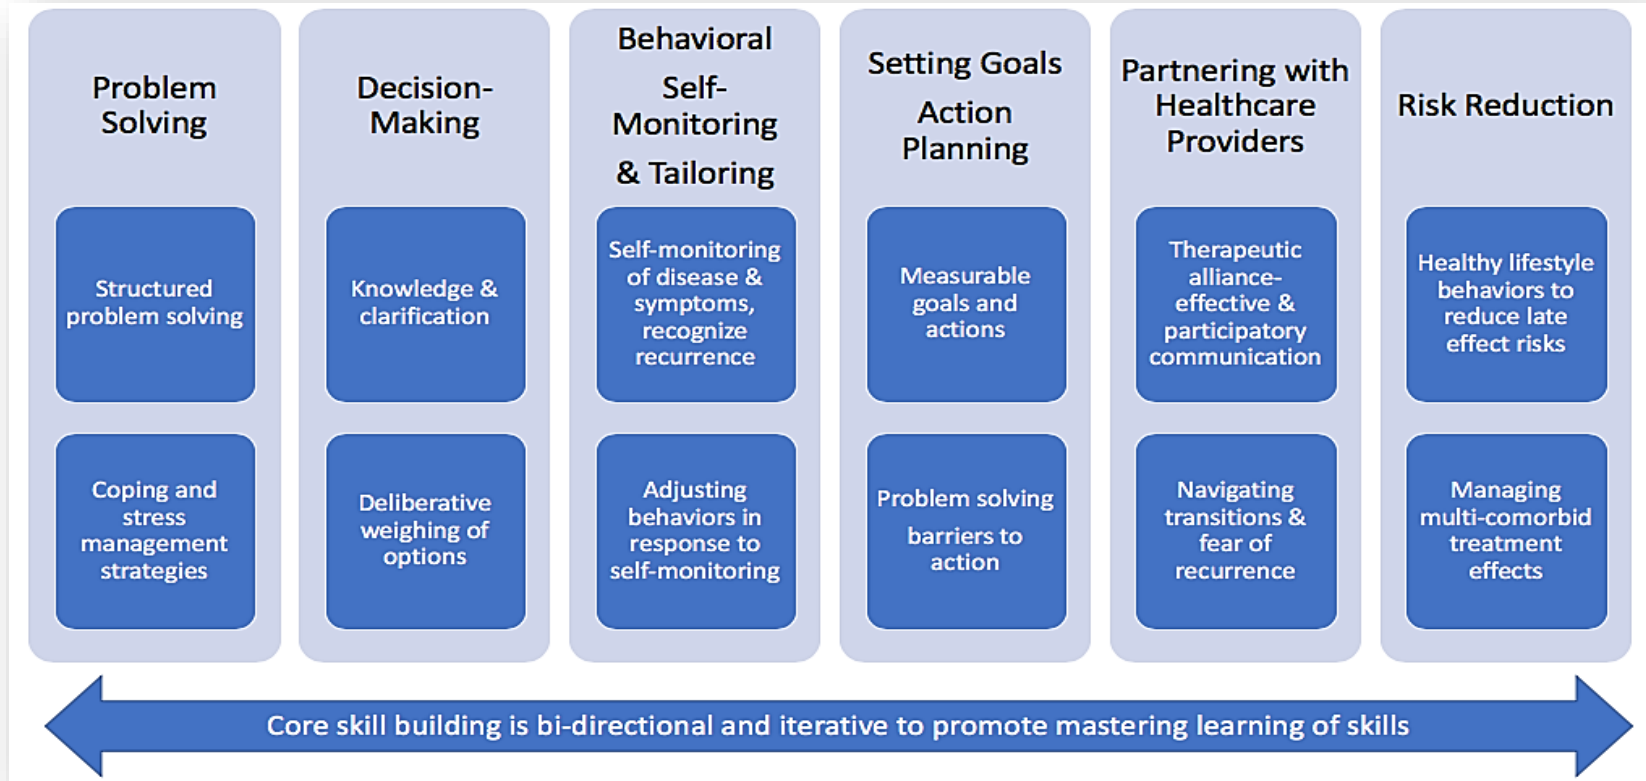 Problem
Solving
Structured
problem solving
Coping and
stress
management
strategies
Decision-
Making
Knowledge &
clarification
Deliberative
weighing of
options
Behavioral
Self-
Monitoring
& Tailoring
Self-monitoring
of disease &
symptoms,
recognize
recurrence
Adjusting
behaviors in
response to
self-monitoring
Setting Goals
Action
Planning
Measurable
goals and
actions
Problem solving
barriers to
action
Partnering with
Healthcare
Providers
Therapeutic
alliance-
effective &
participatory
communication
Navigating
transitions &
fear of
recurrence
Risk Reduction
Healthy lifestyle
behaviors to
reduce late
effect risks
Managing
multi-comorbid
treatment
effects
Core skill building is bi-directional and iterative to promote mastering learning of skills